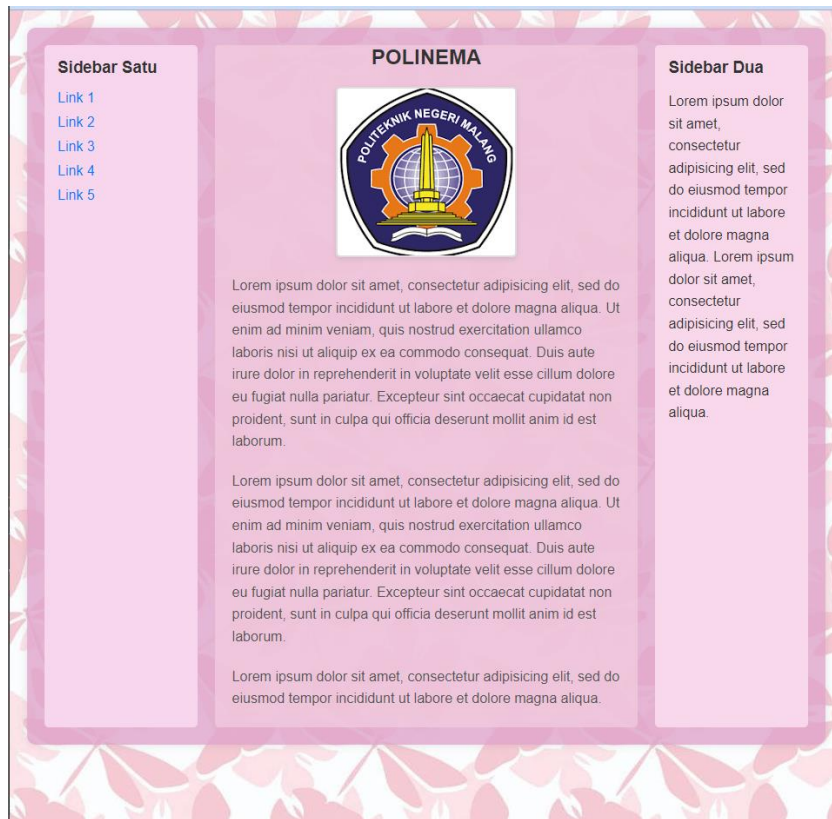 Sidebar Satu
Link 1
Link 2
Link 3
Link 4
Link 5
POLINEMA
POLITEKNIK NEGERI MALANG
Lorem ipsum dolor sit amet, consectetur adipisicing elit, sed do
eiusmod tempor incididunt ut labore et dolore magna aliqua. Ut
enim ad minim veniam, quis nostrud exercitation ullamco
laboris nisi ut aliquip ex ea commodo consequat. Duis aute
irure dolor in reprehenderit in voluptate velit esse cillum dolore
eu fugiat nulla pariatur. Excepteur sint occaecat cupidatat non
proident, sunt in culpa qui officia deserunt mollit anim id est
laborum.
Lorem ipsum dolor sit amet, consectetur adipisicing elit, sed do
eiusmod tempor incididunt ut labore et dolore magna aliqua. Ut
enim ad minim veniam, quis nostrud exercitation ullamco
laboris nisi ut aliquip ex ea commodo consequat. Duis aute
irure dolor in reprehenderit in voluptate velit esse cillum dolore
eu fugiat nulla pariatur. Excepteur sint occaecat cupidatat non
proident, sunt in culpa qui officia deserunt mollit anim id est
laborum.
Lorem ipsum dolor sit amet, consectetur adipisicing elit, sed do
eiusmod tempor incididunt ut labore et dolore magna aliqua.
Sidebar Dua
Lorem ipsum dolor
sit amet,
consectetur
adipisicing elit, sed
do eiusmod tempor
incididunt ut labore
et dolore magna
aliqua. Lorem ipsum
dolor sit amet,
consectetur
adipisicing elit, sed
do eiusmod tempor
incididunt ut labore
et dolore magna
aliqua.